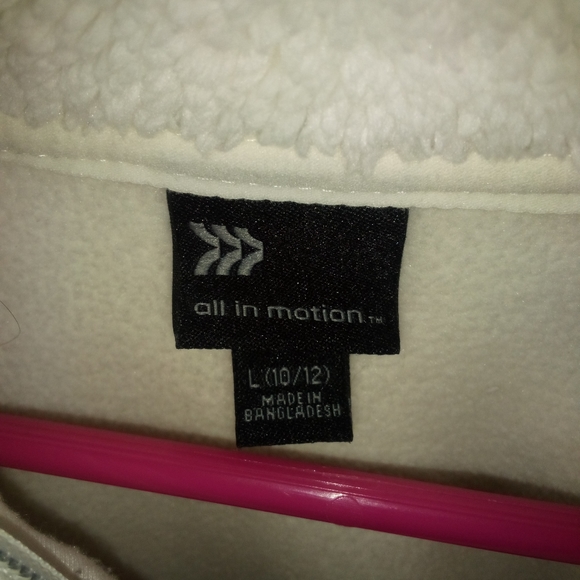 all in motion™
L (10/12)
MADE IN
BANGLADESH